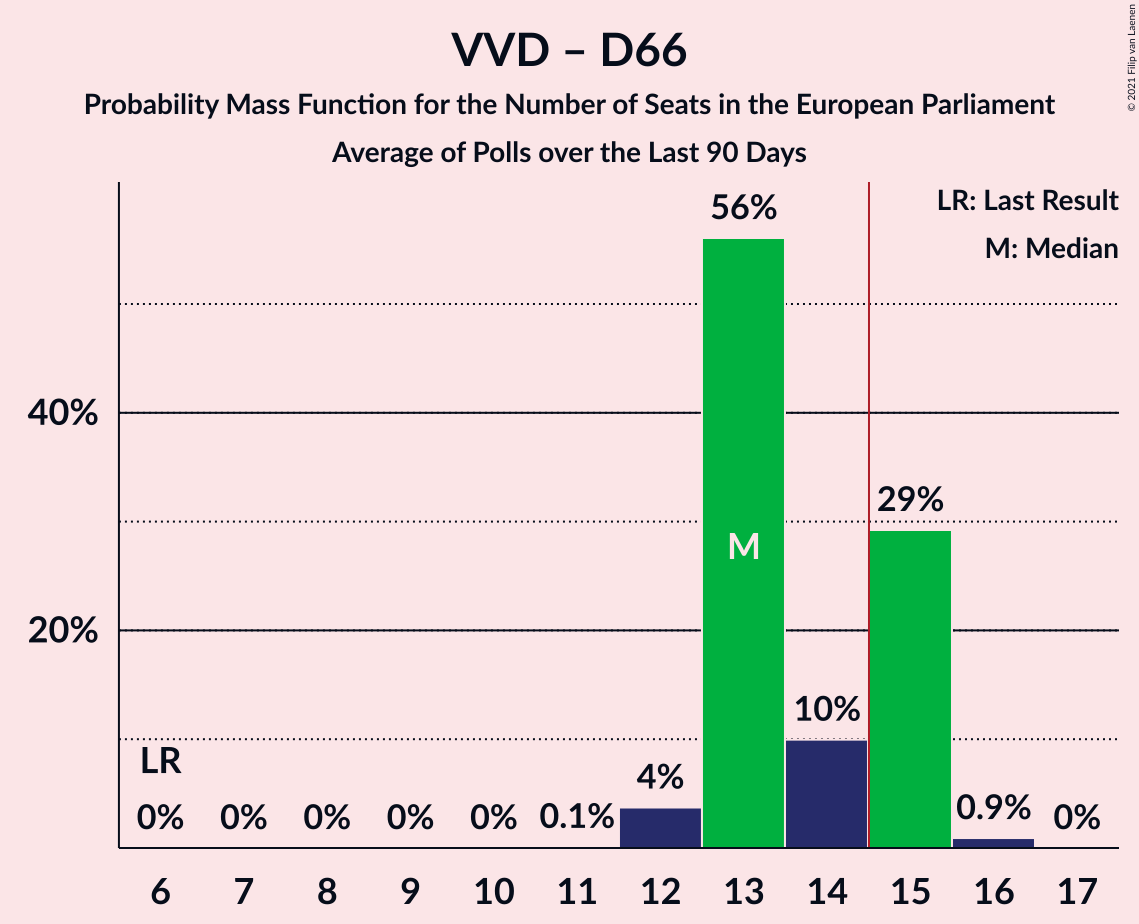 VVD – D66
Probability Mass Function for the Number of Seats in the European Parliament
Average of Polls over the Last 90 Days
© 2021 Filip van Laenen
LR: Last Result
M: Median
56%
40%
29%
M
20%
10%
LR
4%
0% 0% 0% 0% 0% 0.1% 0.9% 0%
6 7 8 9 10 11 12 13 14 15 16 17